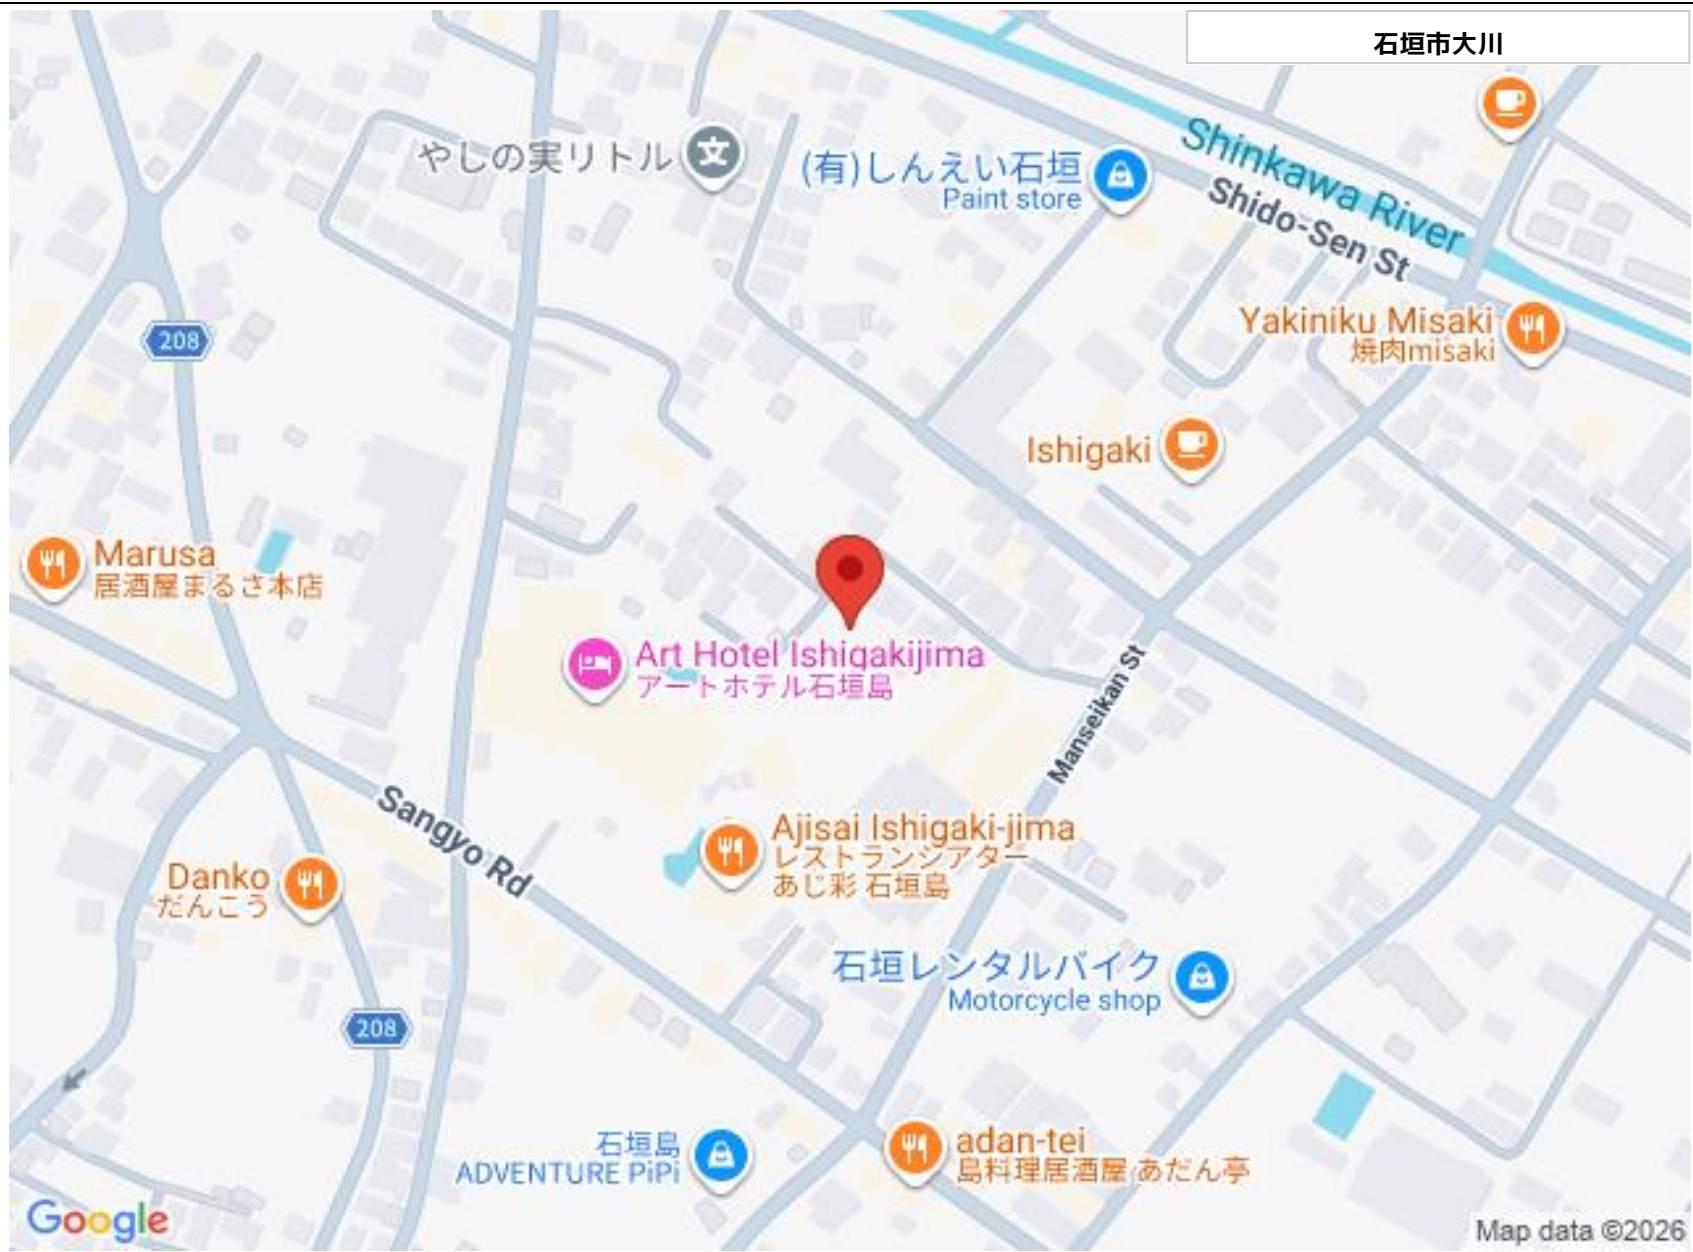 石垣市大川
やしの実リトル
(有)しんえい石垣
Paint store
Shinkawa River
Shido-Sen St
Yakiniku Misaki
焼肉misaki
208
Ishigaki
Marusa
居酒屋まるさ本店
Art Hotel Ishigakijima
アートホテル石垣島
Manseikan St
Sangyo Rd
Ajisai Ishigaki-jima
レストランシアター
あじ彩 石垣島
Danko
だんこう
石垣レンタルバイク
Motorcycle shop
208
石垣島
ADVENTURE PiPi
adan-tei
島料理居酒屋 あだん亭
Google
Map data ©2026